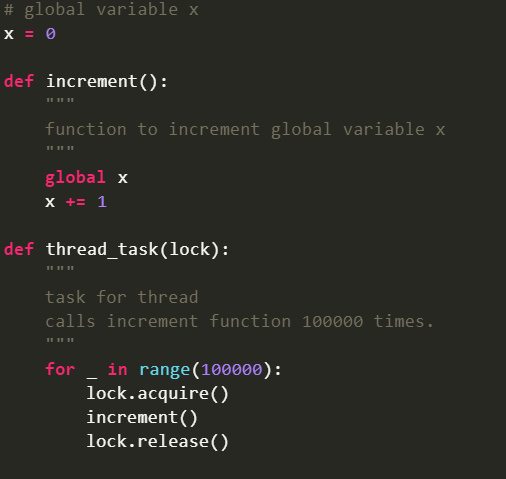 # global variable x
x = 0
def increment():
    """
    function to increment global variable x
    """
    global x
    x += 1
def thread_task(lock):
    """
    task for thread
    calls increment function 100000 times.
    """
    for _ in range(100000):
        lock.acquire()
        increment()
        lock.release()